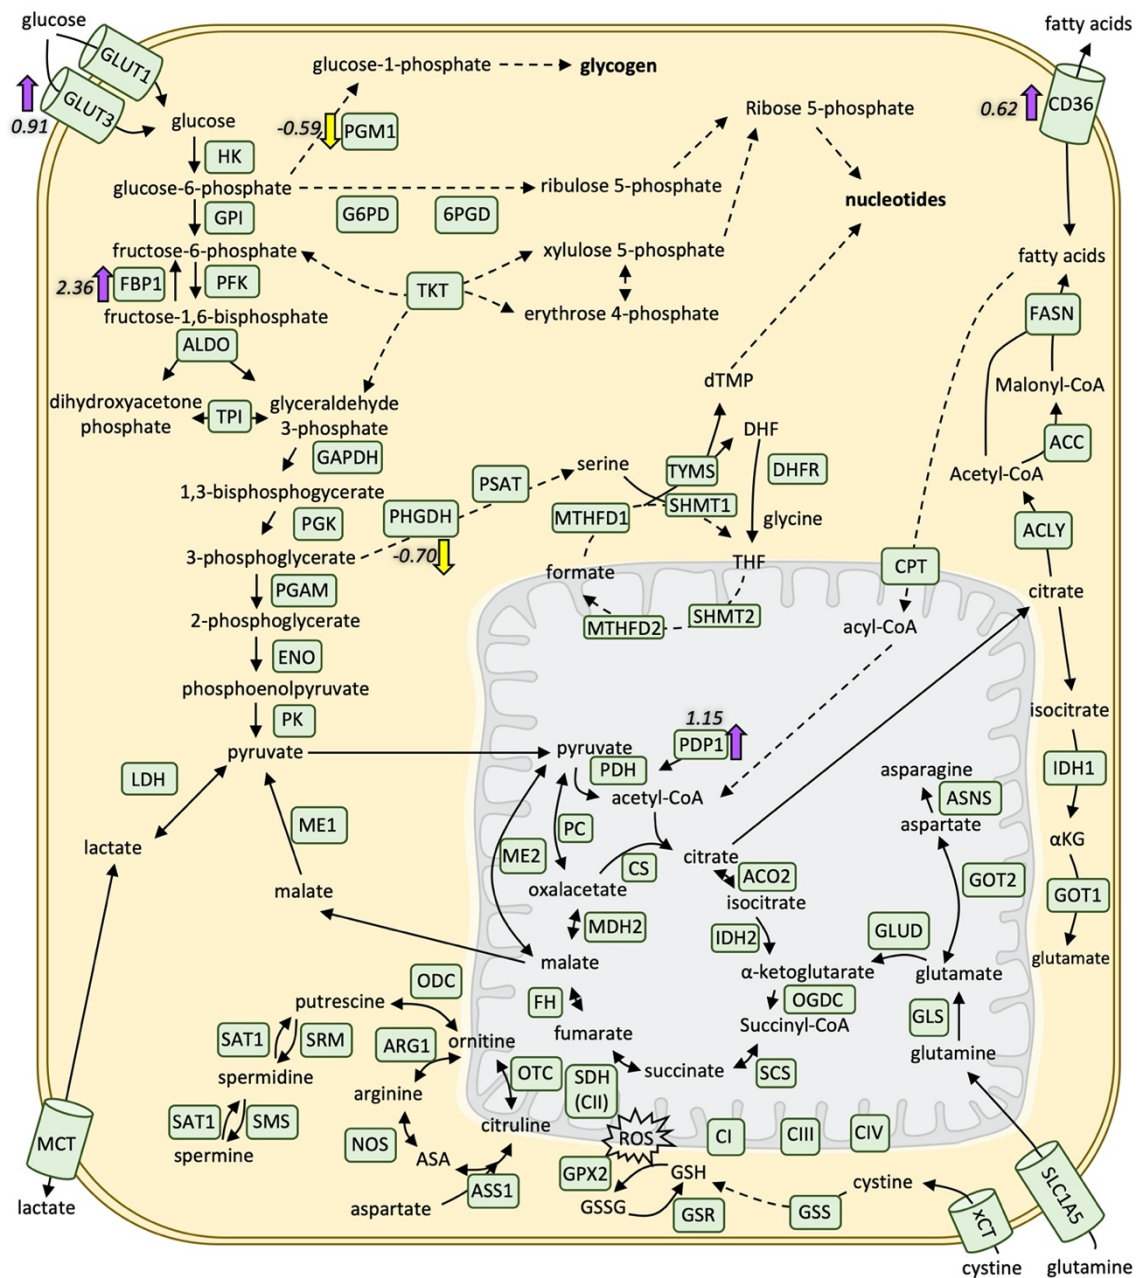 glucose
fatty acids
GLUT1
GLUT3
0.91
glucose-1-phosphate
glycogen
0.62
CD36
Ribose 5-phosphate
glucose
-0.59
PGM1
HK
glucose-6-phosphate
ribulose 5-phosphate
nucleotides
GPI
G6PD
6PGD
fructose-6-phosphate
xylulose 5-phosphate
fatty acids
2.36
FBP1
PFK
TKT
fructose-1,6-bisphosphate
erythrose 4-phosphate
FASN
ALDO
dTMP
Malonyl-CoA
dihydroxyacetone
phosphate
TPI
glyceraldehyde
3-phosphate
DHF
ACC
GAPDH
serine
TYMS
DHFR
Acetyl-CoA
1,3-bisphosphogycerate
PSAT
SHMT1
PGK
PHGDH
MTHFD1
glycine
ACLY
3-phosphoglycerate
-0.70
formate
THF
CPT
PGAM
citrate
2-phosphoglycerate
MTHFD2
SHMT2
acyl-CoA
ENO
phosphoenolpyruvate
isocitrate
PK
1.15
pyruvate
pyruvate
PDP1
LDH
PDH
asparagine
IDH1
acetyl-CoA
ASNS
ME1
PC
aspartate
lactate
ME2
CS
citrate
αKG
malate
oxalacetate
ACO2
GOT2
GOT1
isocitrate
MDH2
IDH2
GLUD
malate
α-ketoglutarate
glutamate
glutamate
ODC
putrescine
FH
OGDC
fumarate
Succinyl-CoA
GLS
SAT1
SRM
ARG1
ornitine
glutamine
spermidine
OTC
SDH
(CII)
succinate
SCS
arginine
SAT1
SMS
citruline
MCT
NOS
ROS
CI
CIII
CIV
spermine
ASA
GPX2
GSH
cystine
SLC1A5
lactate
aspartate
ASS1
GSSG
GSR
GSS
xCT
cystine
glutamine